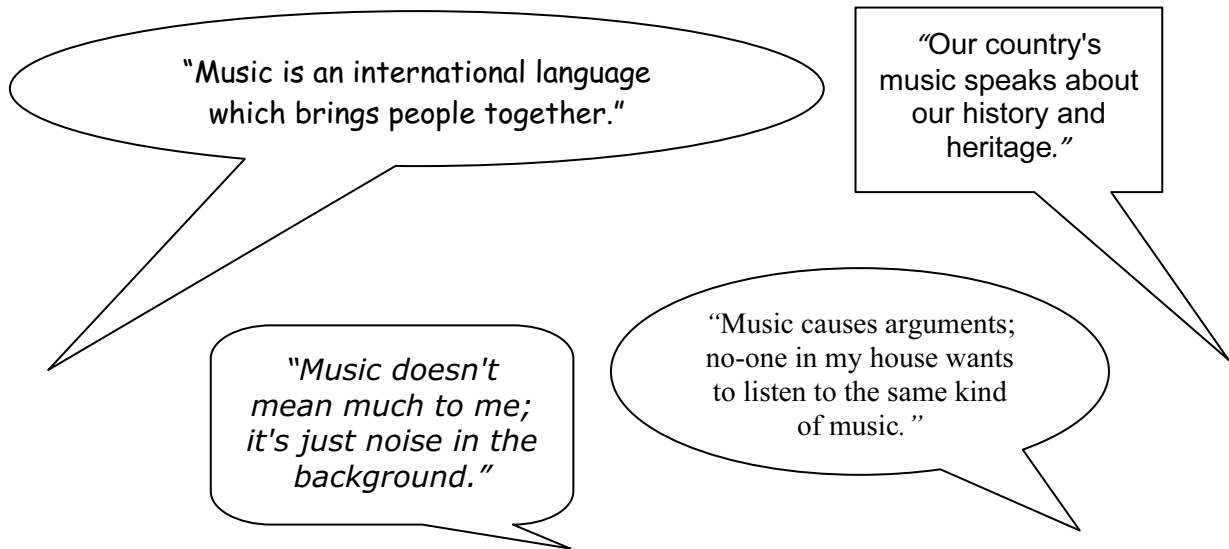 “Music is an international language
which brings people together.”
“Our country's
music speaks about
our history and
heritage.”
“Music doesn't
mean much to me;
it's just noise in the
background.”
“Music causes arguments;
no-one in my house wants
to listen to the same kind
of music.”